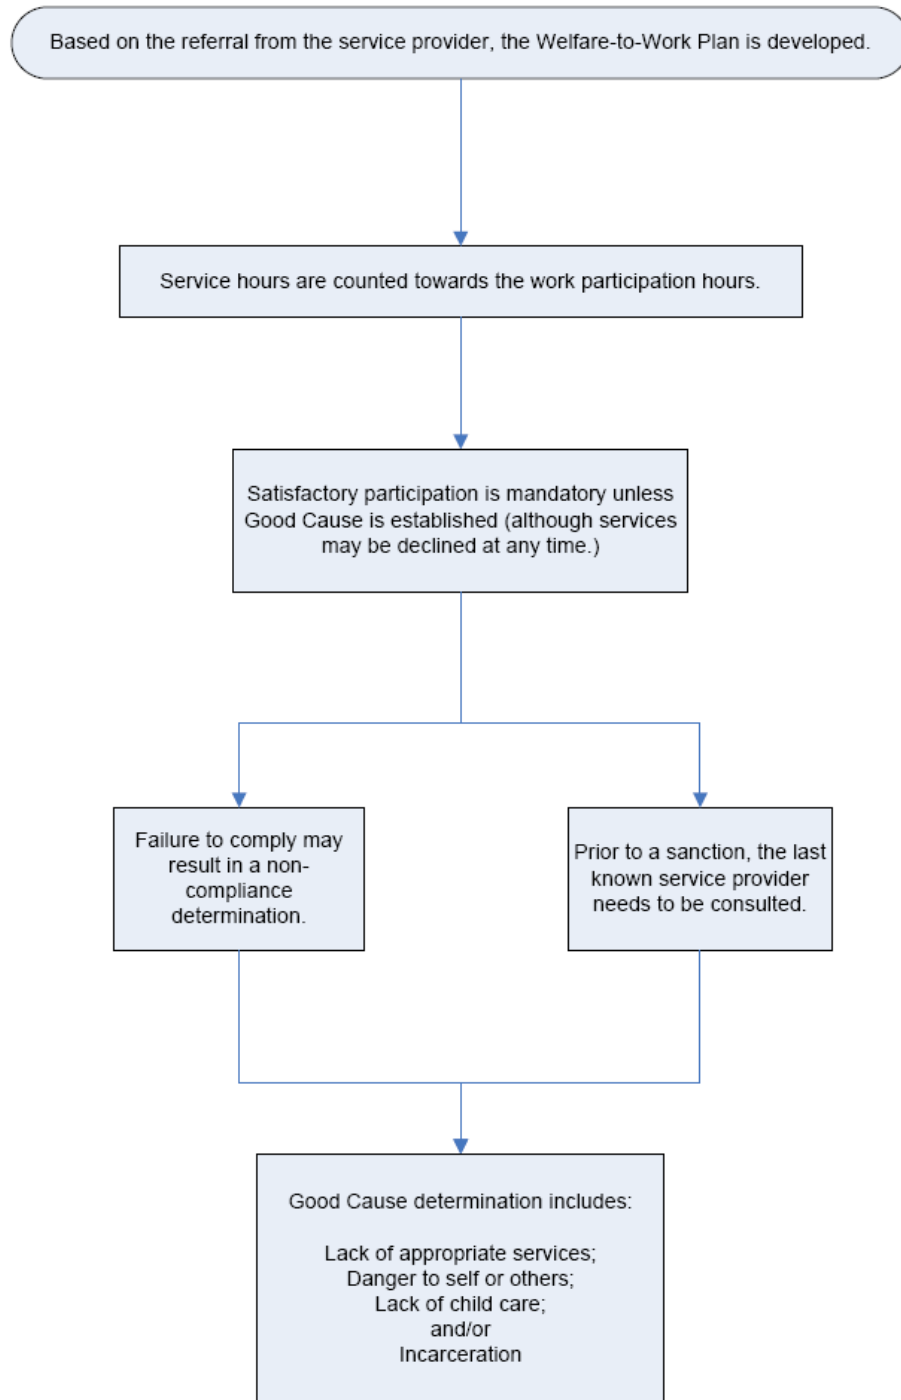 Based on the referral from the service provider, the Welfare-to-Work Plan is developed.
Service hours are counted towards the work participation hours.
Satisfactory participation is mandatory unless
Good Cause is established (although services
may be declined at any time.)
Failure to comply may
result in a non-
compliance
determination.
Prior to a sanction, the last
known service provider
needs to be consulted.
Good Cause determination includes:
Lack of appropriate services;
Danger to self or others;
Lack of child care;
and/or
Incarceration